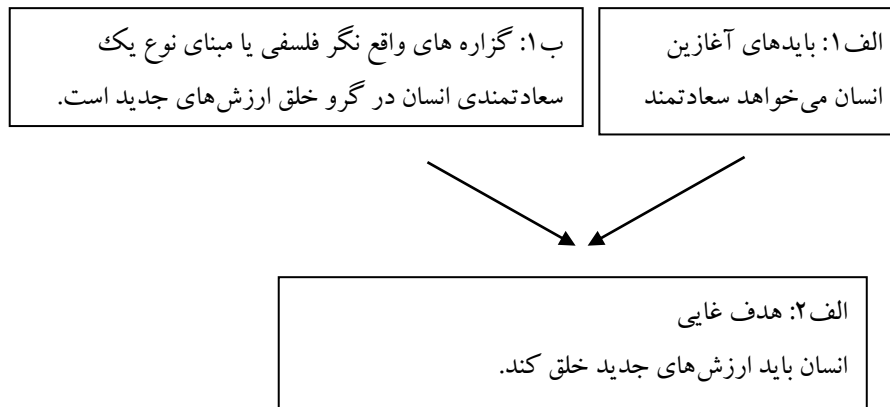 الف۱: بایدهای آغازین
انسان می‌خواهد سعادتمند
ب۱: گزاره های واقع نگر فلسفی یا مبنای نوع یک
سعادتمندی انسان در گرو خلق ارزش‌های جدید است.
الف۲: هدف غایی
انسان باید ارزش‌های جدید خلق کند.